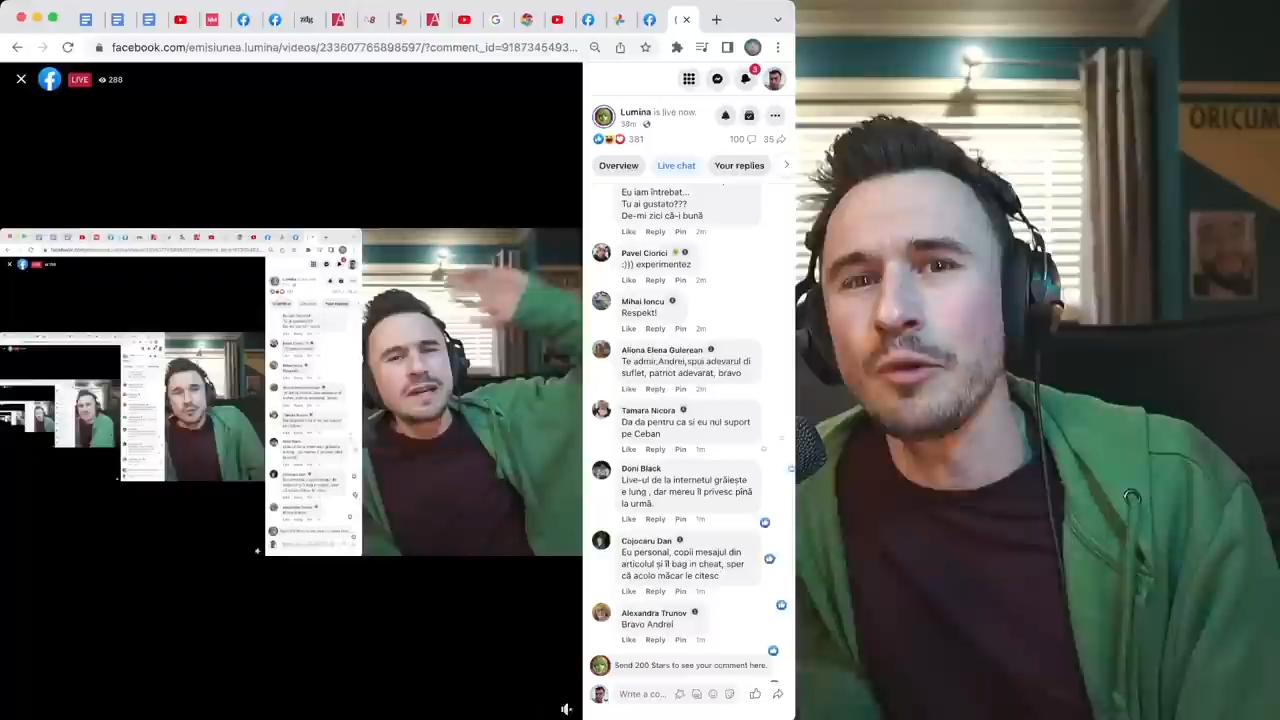 zdg
facebook.com/emisiunea.lumina/videos/233607765898597/?comment_id=9187345493...
LIVE
288
3
Lumina is live now.
38m
381
100
35
Overview
Live chat
Your replies
Eu iam întrebat...
Tu ai gustato???
De-mi zici că-i bună
Like Reply Pin 2m
Pavel Ciorici
:))) experimentez
Like Reply Pin 2m
Mihai Ioncu
Respekt!
Like Reply Pin 2m
Aliona Elena Gulerean
Te admir,Andrei,spui adevarul di
suflet, patriot adevarat, bravo
Like Reply Pin 2m
Tamara Nicora
Da da pentru ca si eu nul suport
pe Ceban
Like Reply Pin 1m
Doni Black
Live-ul de la internetul grăiește
e lung , dar mereu îl privesc pînă
la urmă.
Like Reply Pin 1m
Cojocaru Dan
Eu personal, copii mesajul din
articolul și îl bag in cheat, sper
că acolo măcar le citesc
Like Reply Pin 1m
Alexandra Trunov
Bravo Andrei
Like Reply Pin 1m
Send 200 Stars to see your comment here.
Write a co...
ORICUM